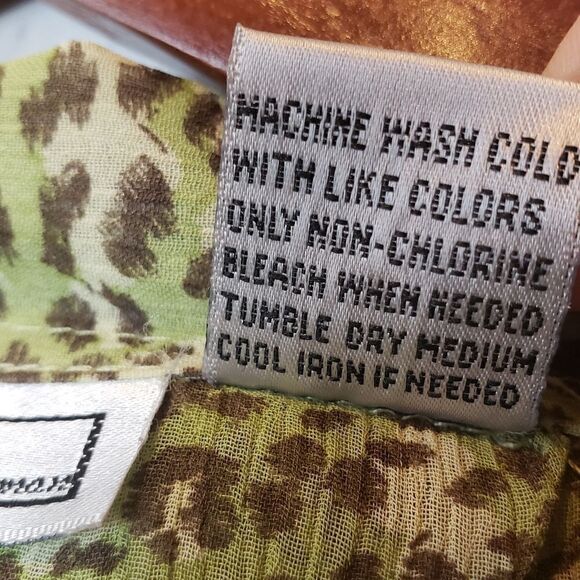 MACHINE WASH COLD
WITH LIKE COLORS
ONLY NON-CHLORINE
BLEACH WHEN NEEDED
TUMBLE DRY MEDIUM
COOL IRON IF NEEDED